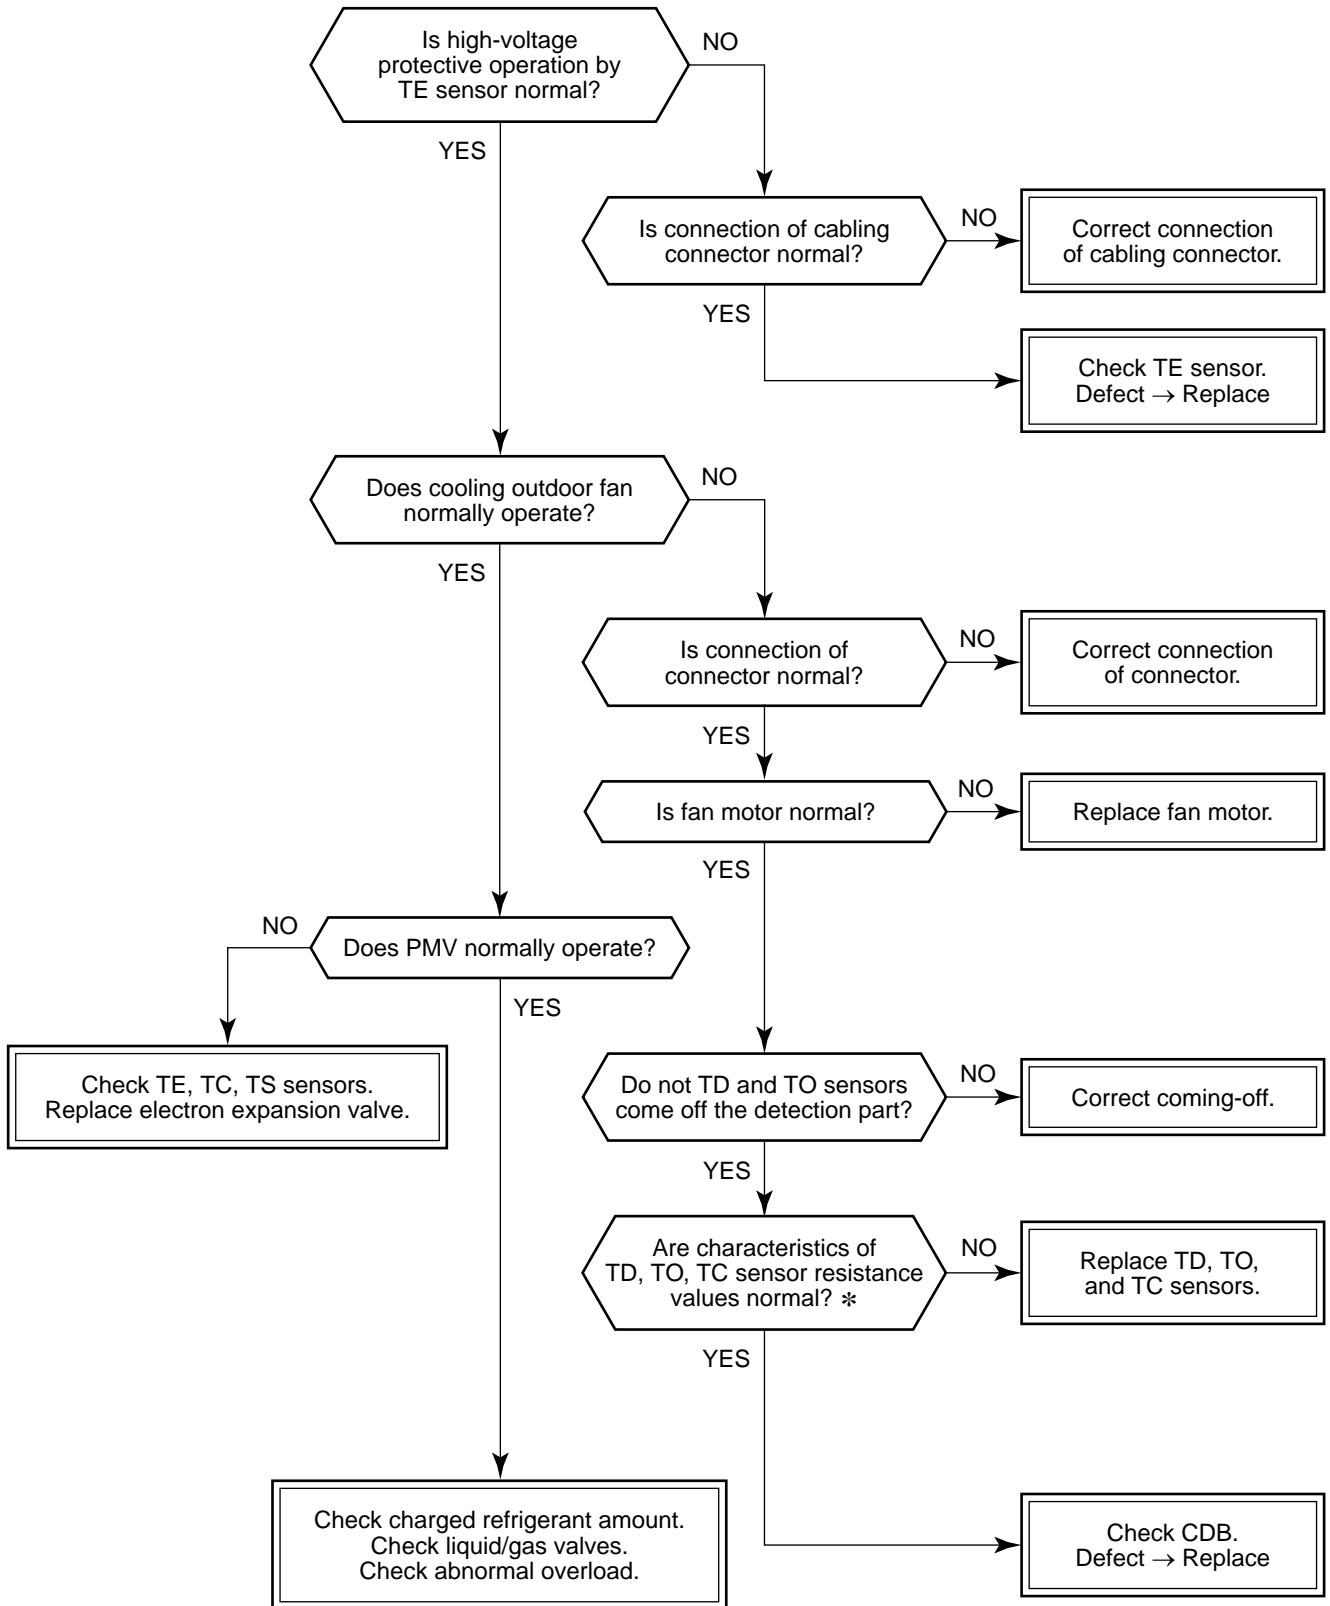 Is high-voltage
protective operation by
TE sensor normal?
NO
YES
Is connection of cabling
connector normal?
NO
Correct connection
of cabling connector.
YES
Check TE sensor.
Defect → Replace
Does cooling outdoor fan
normally operate?
NO
YES
Is connection of
connector normal?
NO
Correct connection
of connector.
YES
Is fan motor normal?
NO
Replace fan motor.
YES
NO
Does PMV normally operate?
YES
Check TE, TC, TS sensors.
Replace electron expansion valve.
Do not TD and TO sensors
come off the detection part?
NO
Correct coming-off.
YES
Are characteristics of
TD, TO, TC sensor resistance
values normal? *
NO
Replace TD, TO,
and TC sensors.
YES
Check charged refrigerant amount.
Check liquid/gas valves.
Check abnormal overload.
Check CDB.
Defect → Replace